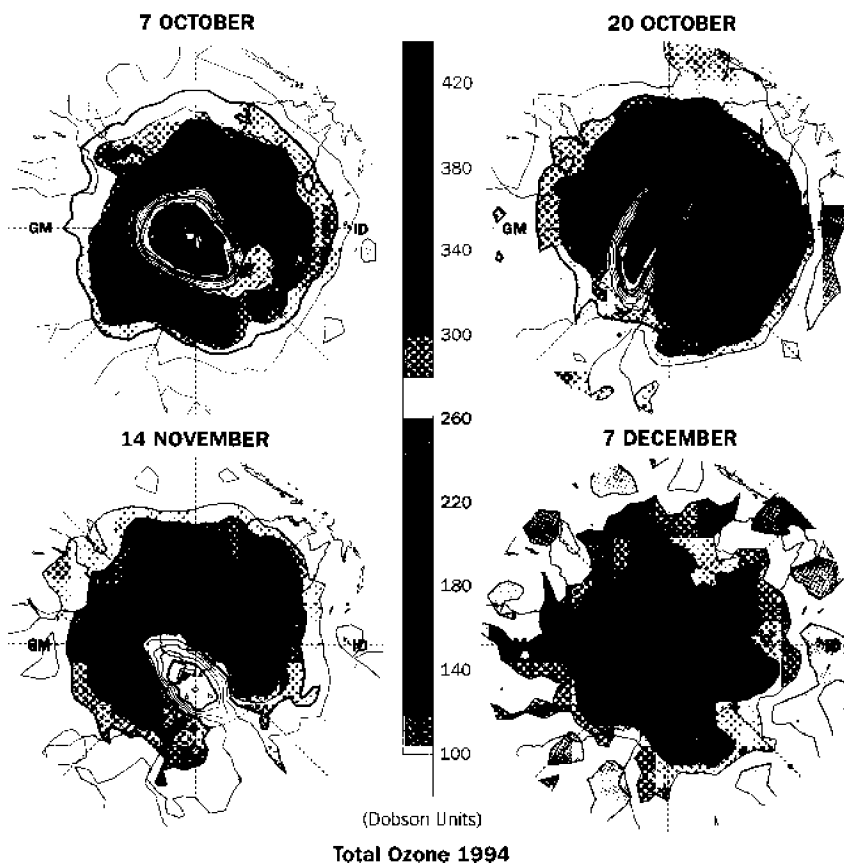 7 OCTOBER
20 OCTOBER
GM
ID
GM
420
380
340
300
260
220
180
140
100
14 NOVEMBER
7 DECEMBER
GM
ID
(Dobson Units)
Total Ozone 1994